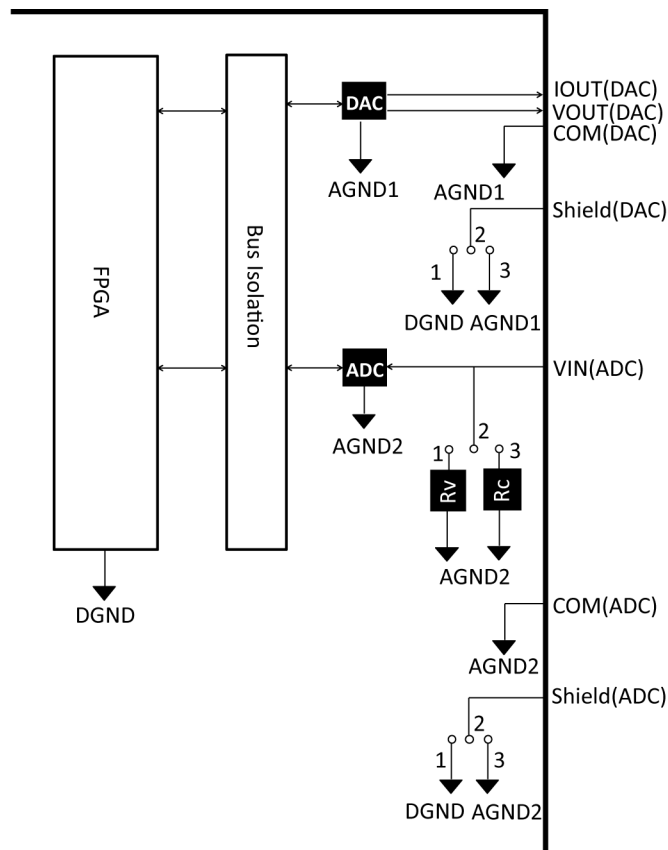 IOUT(DAC)
DAC
VOUT(DAC)
COM(DAC)
AGND1
AGND1
Shield(DAC)
2
1
3
DGND
AGND1
FPGA
Bus Isolation
ADC
VIN(ADC)
AGND2
2
1
3
Rv
Rc
AGND2
DGND
COM(ADC)
AGND2
Shield(ADC)
2
1
3
DGND
AGND2